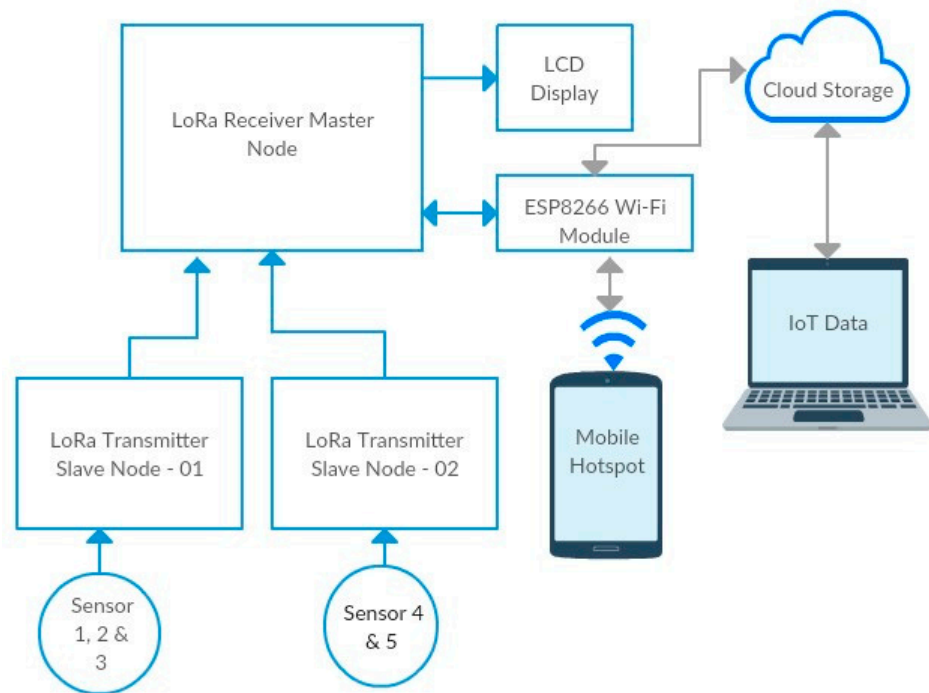 LoRa Receiver Master
Node
LCD
Display
Cloud Storage
ESP8266 Wi-Fi
Module
IoT Data
LoRa Transmitter
Slave Node - 01
LoRa Transmitter
Slave Node - 02
Mobile
Hotspot
Sensor
1, 2 &
3
Sensor 4
& 5